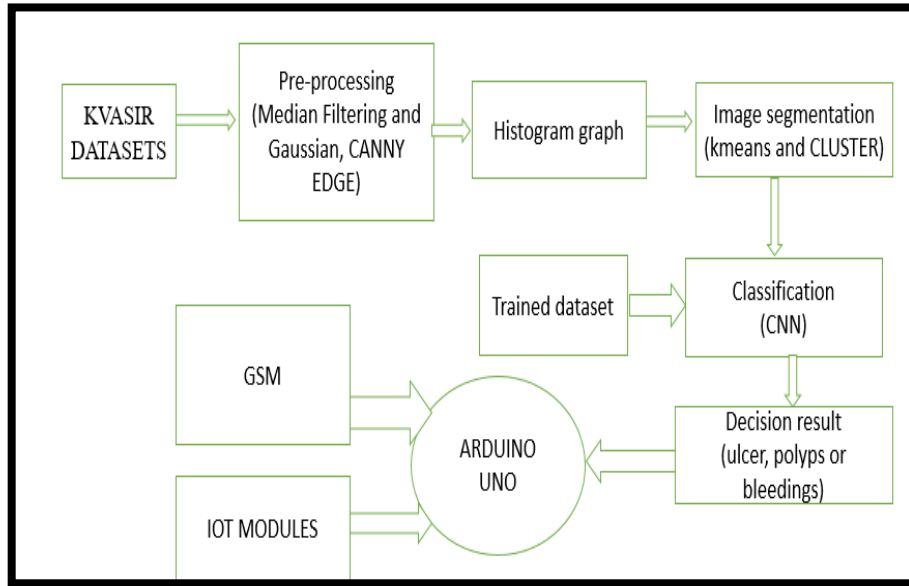 KVASIR
DATASETS
Pre-processing
(Median Filtering and
Gaussian, CANNY
EDGE)
Histogram graph
Image segmentation
(kmeans and CLUSTER)
Trained dataset
Classification
(CNN)
GSM
ARDUINO
UNO
Decision result
(ulcer, polyps or
bleedings)
IOT MODULES